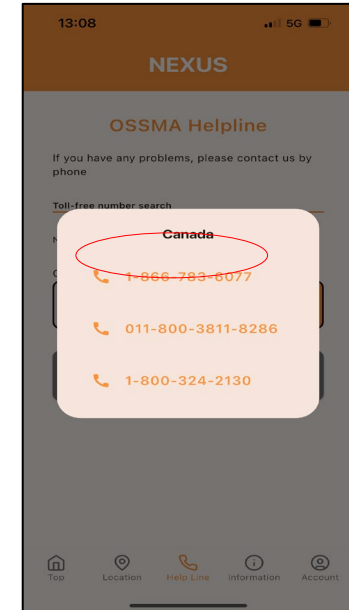 13:08
5G
NEXUS
OSSMA Helpline
If you have any problems, please contact us by
phone
Toll-free number search
Canada
1-866-783-6077
011-800-3811-8286
1-800-324-2130
Top
Location
Help Line
Information
Account